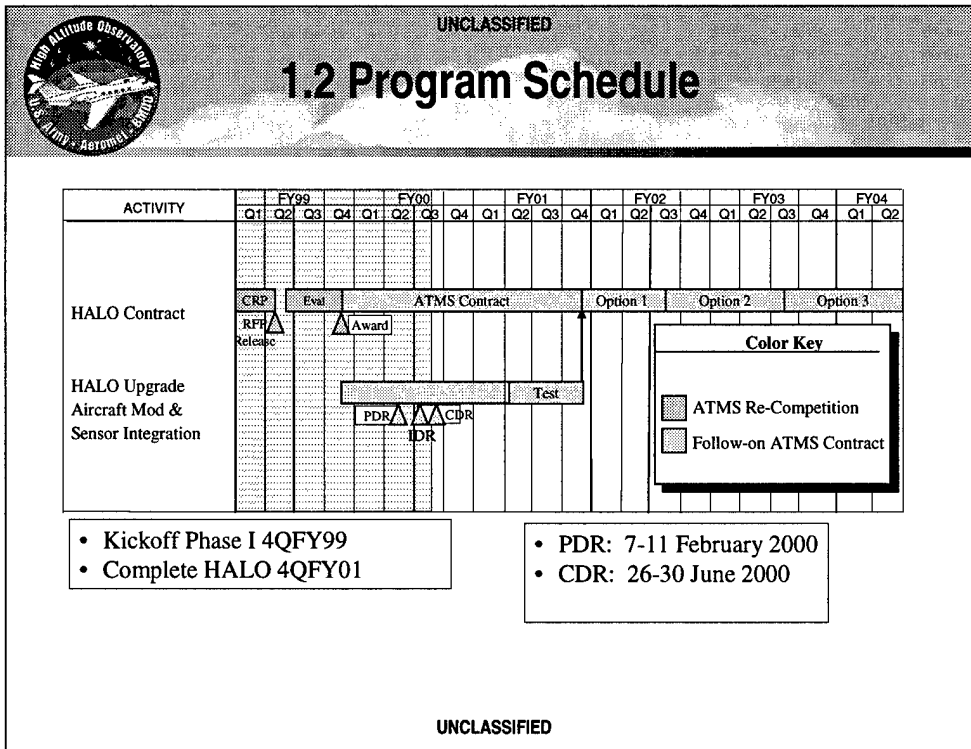 UNCLASSIFIED
High ALtitude Observatory
U.S. Army • Aeromet • BMDO
1.2 Program Schedule
ACTIVITY
FY99 FY00 FY01 FY02 FY03 FY04
Q1 Q2 Q3 Q4 Q1 Q2 Q3 Q4 Q1 Q2 Q3 Q4 Q1 Q2 Q3 Q4 Q1 Q2 Q3 Q4 Q1 Q2
HALO Contract
CRP Eval ATMS Contract Option 1 Option 2 Option 3
RFP
Release
Award
Color Key
ATMS Re-Competition
Follow-on ATMS Contract
HALO Upgrade
Aircraft Mod &
Sensor Integration
Test
PDR CDR
IDR
• Kickoff Phase I 4QFY99
• Complete HALO 4QFY01
• PDR: 7-11 February 2000
• CDR: 26-30 June 2000
UNCLASSIFIED